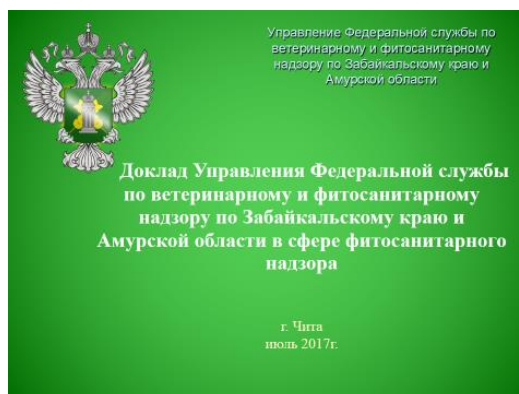 Управление Федеральной службы по
ветеринарному и фитосанитарному
надзору по Забайкальскому краю и
Амурской области
Доклад Управления Федеральной службы
по ветеринарному и фитосанитарному
надзору по Забайкальскому краю и
Амурской области в сфере фитосанитарного
надзора
г. Чита
июль 2017г.